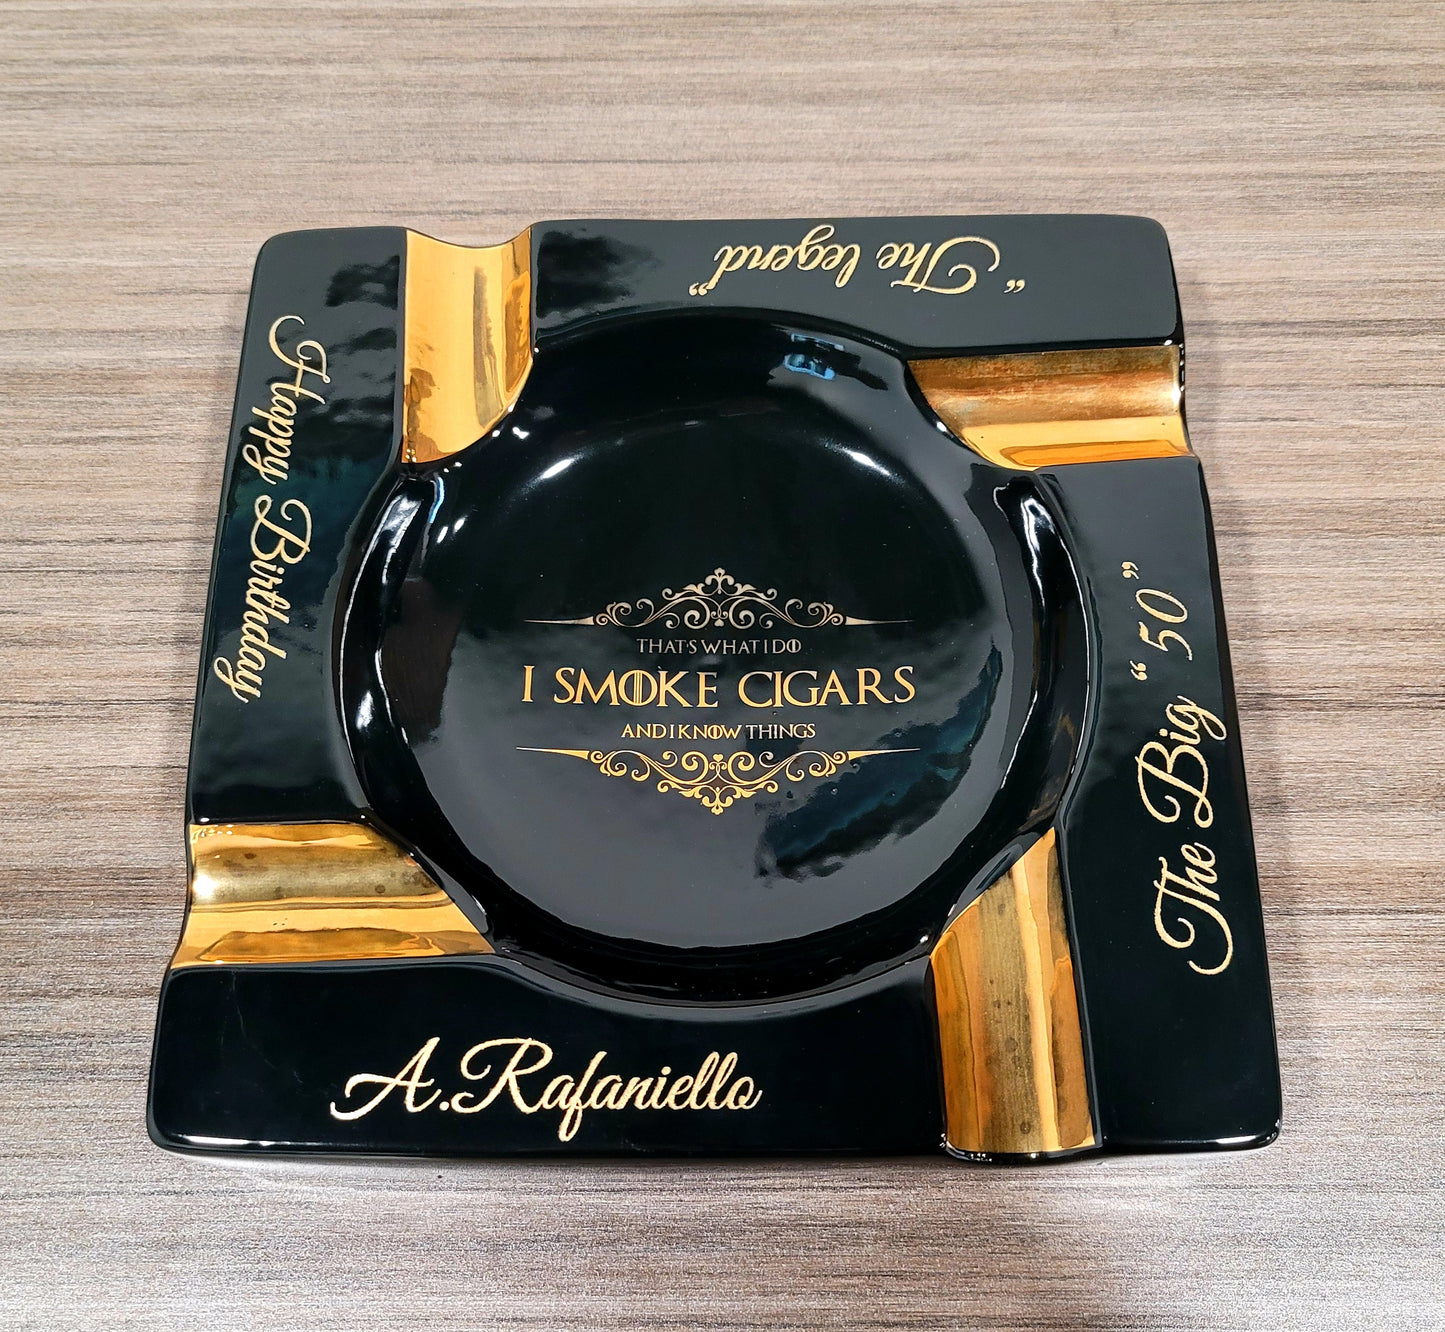 THAT'S WHAT I DO
I SMOKE CIGARS
AND I KNOW THINGS
"The legend"
The Big "50"
A.Rafaniello
Happy Birthday